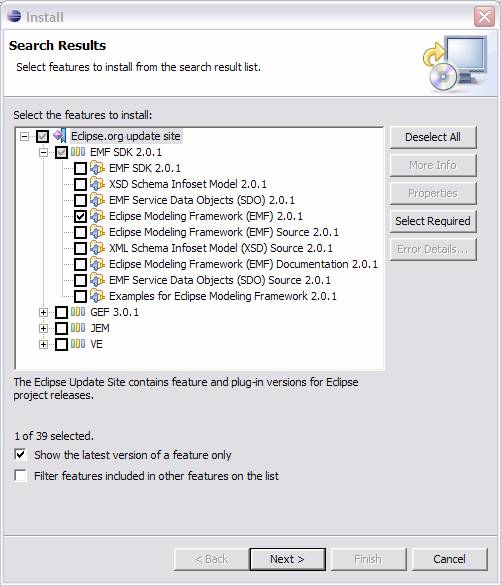 Install
Search Results
Select features to install from the search result list.
Select the features to install:
Eclipse.org update site
EMF SDK 2.0.1
EMF SDK 2.0.1
XSD Schema Infoset Model 2.0.1
EMF Service Data Objects (SDO) 2.0.1
Eclipse Modeling Framework (EMF) 2.0.1
Eclipse Modeling Framework (EMF) Source 2.0.1
XML Schema Infoset Model (XSD) Source 2.0.1
Eclipse Modeling Framework (EMF) Documentation 2.0.1
EMF Service Data Objects (SDO) Source 2.0.1
Examples for Eclipse Modeling Framework 2.0.1
GEF 3.0.1
JEM
VE
Deselect All
More Info
Properties
Select Required
Error Details...
The Eclipse Update Site contains feature and plug-in versions for Eclipse
project releases.
1 of 39 selected.
Show the latest version of a feature only
Filter features included in other features on the list
< Back
Next >
Finish
Cancel